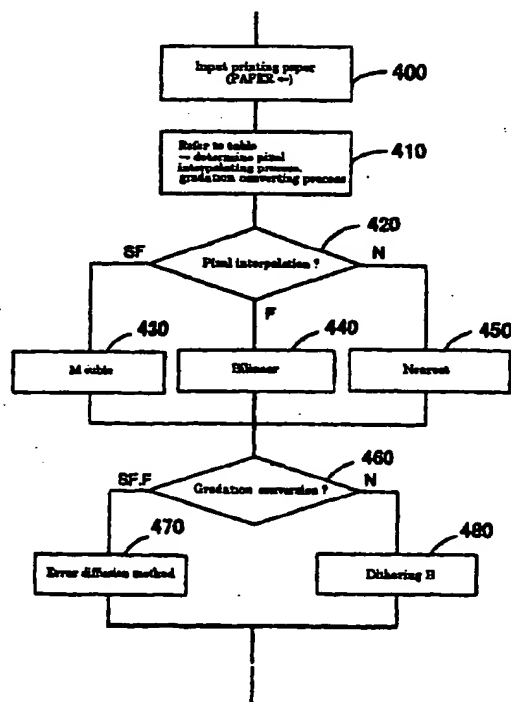 Input printing paper
(PAPER ←)
400
Refer to table
→ determine pixel
interpolating process,
gradation converting process
410
420
SF
Pixel interpolation ?
N
F
430
440
450
M cubic
Bilinear
Nearest
460
SF.F
Gradation conversion ?
N
470
480
Error diffusion method
Dithering B